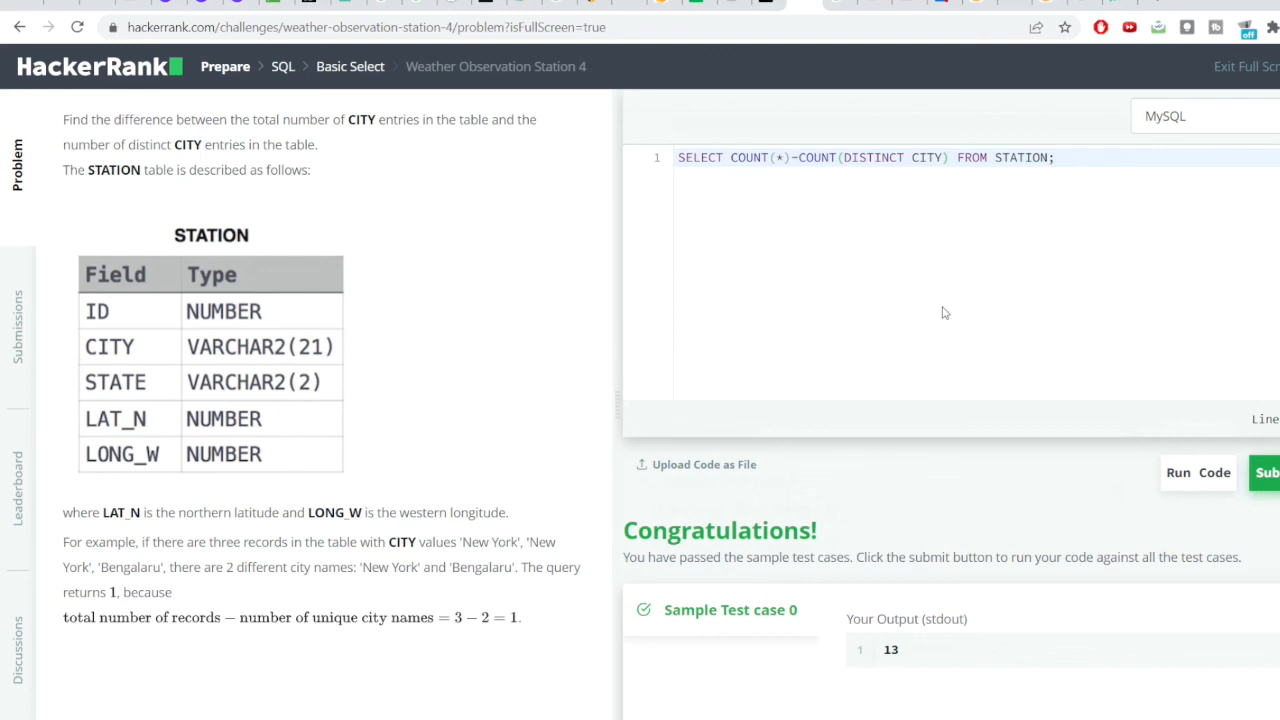 hackerrank.com/challenges/weather-observation-station-4/problem?isFullScreen=true
off
HackerRank Prepare > SQL > Basic Select > Weather Observation Station 4 Exit Full Scr
Problem
Submissions
Leaderboard
Discussions
Find the difference between the total number of CITY entries in the table and the
number of distinct CITY entries in the table.
The STATION table is described as follows:
STATION
Field Type
ID NUMBER
CITY VARCHAR2(21)
STATE VARCHAR2(2)
LAT_N NUMBER
LONG_W NUMBER
where LAT_N is the northern latitude and LONG_W is the western longitude.
For example, if there are three records in the table with CITY values 'New York', 'New
York', 'Bengalaru', there are 2 different city names: 'New York' and 'Bengalaru'. The query
returns 1, because
total number of records − number of unique city names = 3 − 2 = 1.
MySQL
1 SELECT COUNT(*)-COUNT(DISTINCT CITY) FROM STATION;
Line
Upload Code as File
Run Code
Sub
Congratulations!
You have passed the sample test cases. Click the submit button to run your code against all the test cases.
Sample Test case 0
Your Output (stdout)
1 13